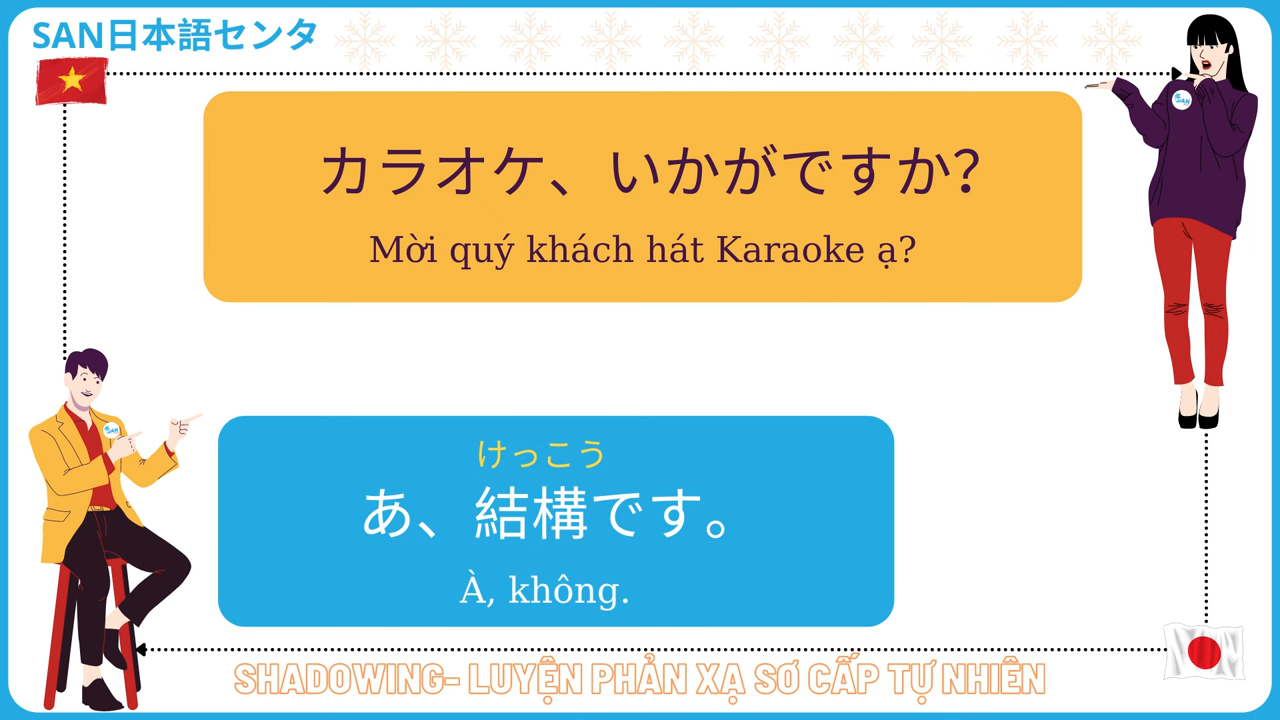 SAN日本語センタ
カラオケ、いかがですか?
Mời quý khách hát Karaoke ạ?
けっこう
あ、結構です。
À, không.
SHADOWING- LUYỆN PHẢN XẠ SƠ CẤP TỰ NHIÊN
SAN
SAN